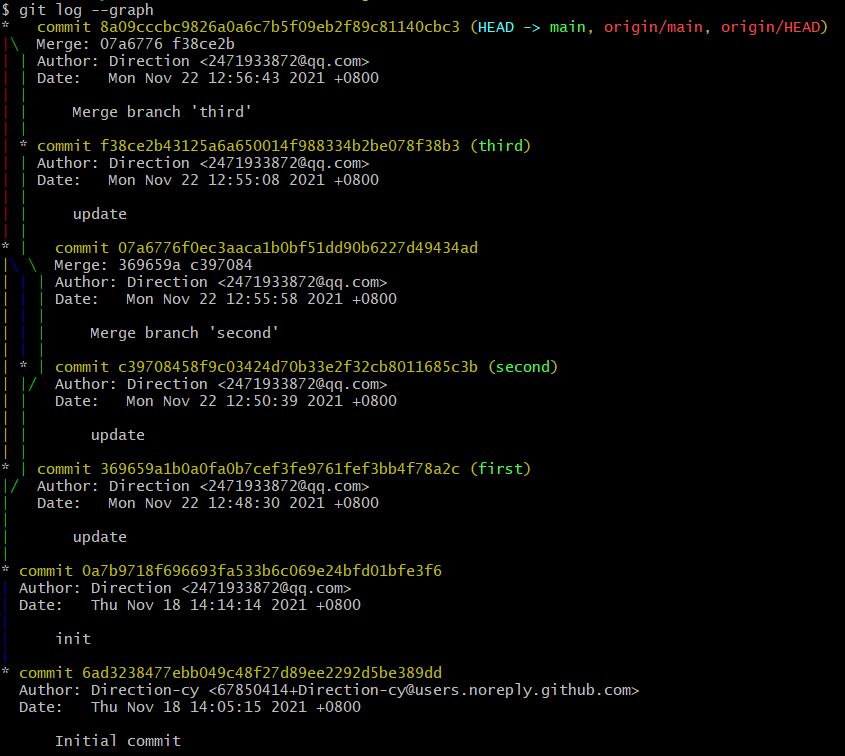 $ git log --graph
*   commit 8a09cccbc9826a0a6c7b5f09eb2f89c81140cbc3 (HEAD -> main, origin/main, origin/HEAD)
|\  Merge: 07a6776 f38ce2b
| | Author: Direction <2471933872@qq.com>
| | Date:   Mon Nov 22 12:56:43 2021 +0800
| |
| |     Merge branch 'third'
| |
| * commit f38ce2b43125a6a650014f988334b2be078f38b3 (third)
| | Author: Direction <2471933872@qq.com>
| | Date:   Mon Nov 22 12:55:08 2021 +0800
| |
| |     update
| |
* |   commit 07a6776f0ec3aaca1b0bf51dd90b6227d49434ad
|\ \  Merge: 369659a c397084
| | | Author: Direction <2471933872@qq.com>
| | | Date:   Mon Nov 22 12:55:58 2021 +0800
| | |
| | |     Merge branch 'second'
| | |
| * | commit c39708458f9c03424d70b33e2f32cb8011685c3b (second)
| |/  Author: Direction <2471933872@qq.com>
| |   Date:   Mon Nov 22 12:50:39 2021 +0800
| |
| |       update
| |
* | commit 369659a1b0a0fa0b7cef3fe9761fef3bb4f78a2c (first)
|/  Author: Direction <2471933872@qq.com>
|   Date:   Mon Nov 22 12:48:30 2021 +0800
|
|       update
|
* commit 0a7b9718f696693fa533b6c069e24bfd01bfe3f6
| Author: Direction <2471933872@qq.com>
| Date:   Thu Nov 18 14:14:14 2021 +0800
|
|     init
|
* commit 6ad3238477ebb049c48f27d89ee2292d5be389dd
  Author: Direction-cy <67850414+Direction-cy@users.noreply.github.com>
  Date:   Thu Nov 18 14:05:15 2021 +0800

      Initial commit